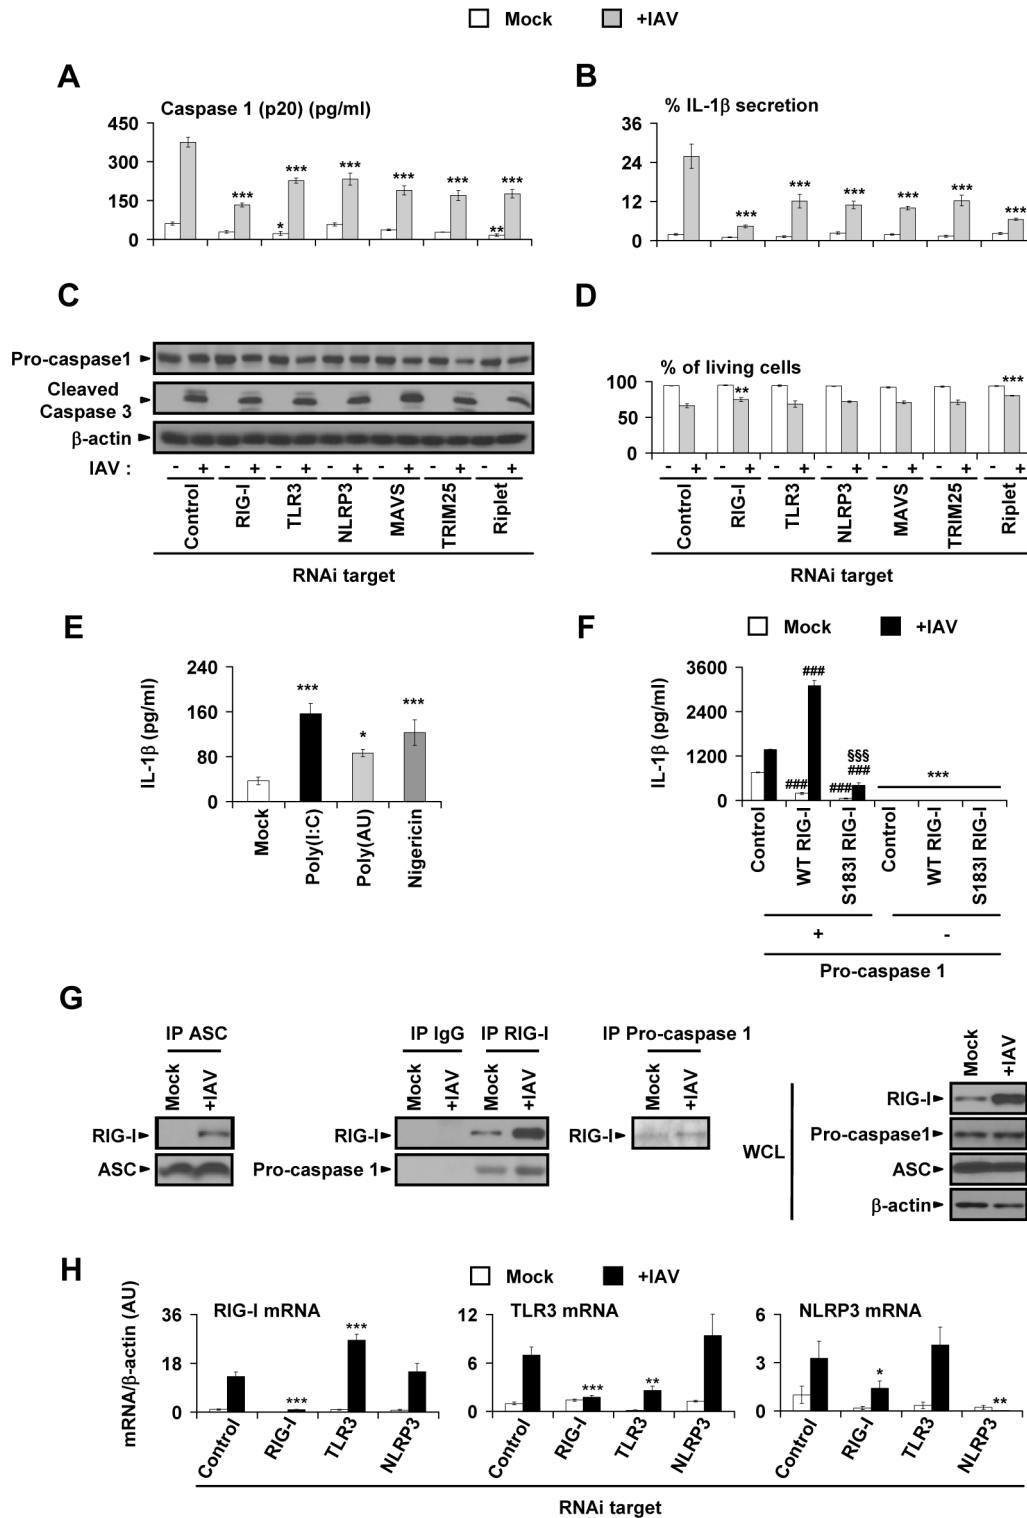 Mock +IAV
A
Caspase 1 (p20) (pg/ml)
450
300
150
0
***
***
***
***
***
***
*
**
B
% IL-1β secretion
36
24
12
0
***
***
***
***
***
***
C
Pro-caspase1
Cleaved
Caspase 3
β-actin
IAV : - + - + - + - + - + - + - +
Control
RIG-I
TLR3
NLRP3
MAVS
TRIM25
Riplet
RNAi target
D
% of living cells
100
50
0
**
***
- + - + - + - + - + - + - +
Control
RIG-I
TLR3
NLRP3
MAVS
TRIM25
Riplet
RNAi target
E
IL-1β (pg/ml)
240
160
80
0
***
*
***
Mock
Poly(I:C)
Poly(AU)
Nigericin
F
Mock +IAV
IL-1β (pg/ml)
3600
2400
1200
0
###
###
§§§
###
###
***
Control
WT RIG-I
S183I RIG-I
Control
WT RIG-I
S183I RIG-I
+ -
Pro-caspase 1
G
IP ASC
Mock
+IAV
RIG-I
ASC
IP IgG IP RIG-I
Mock
+IAV
Mock
+IAV
RIG-I
Pro-caspase 1
IP Pro-caspase 1
Mock
+IAV
RIG-I
WCL
Mock
+IAV
RIG-I
Pro-caspase1
ASC
β-actin
H
Mock +IAV
mRNA/β-actin (AU)
RIG-I mRNA
36
18
0
***
***
Control
RIG-I
TLR3
NLRP3
TLR3 mRNA
12
6
0
***
**
Control
RIG-I
TLR3
NLRP3
NLRP3 mRNA
6
3
0
*
**
Control
RIG-I
TLR3
NLRP3
RNAi target